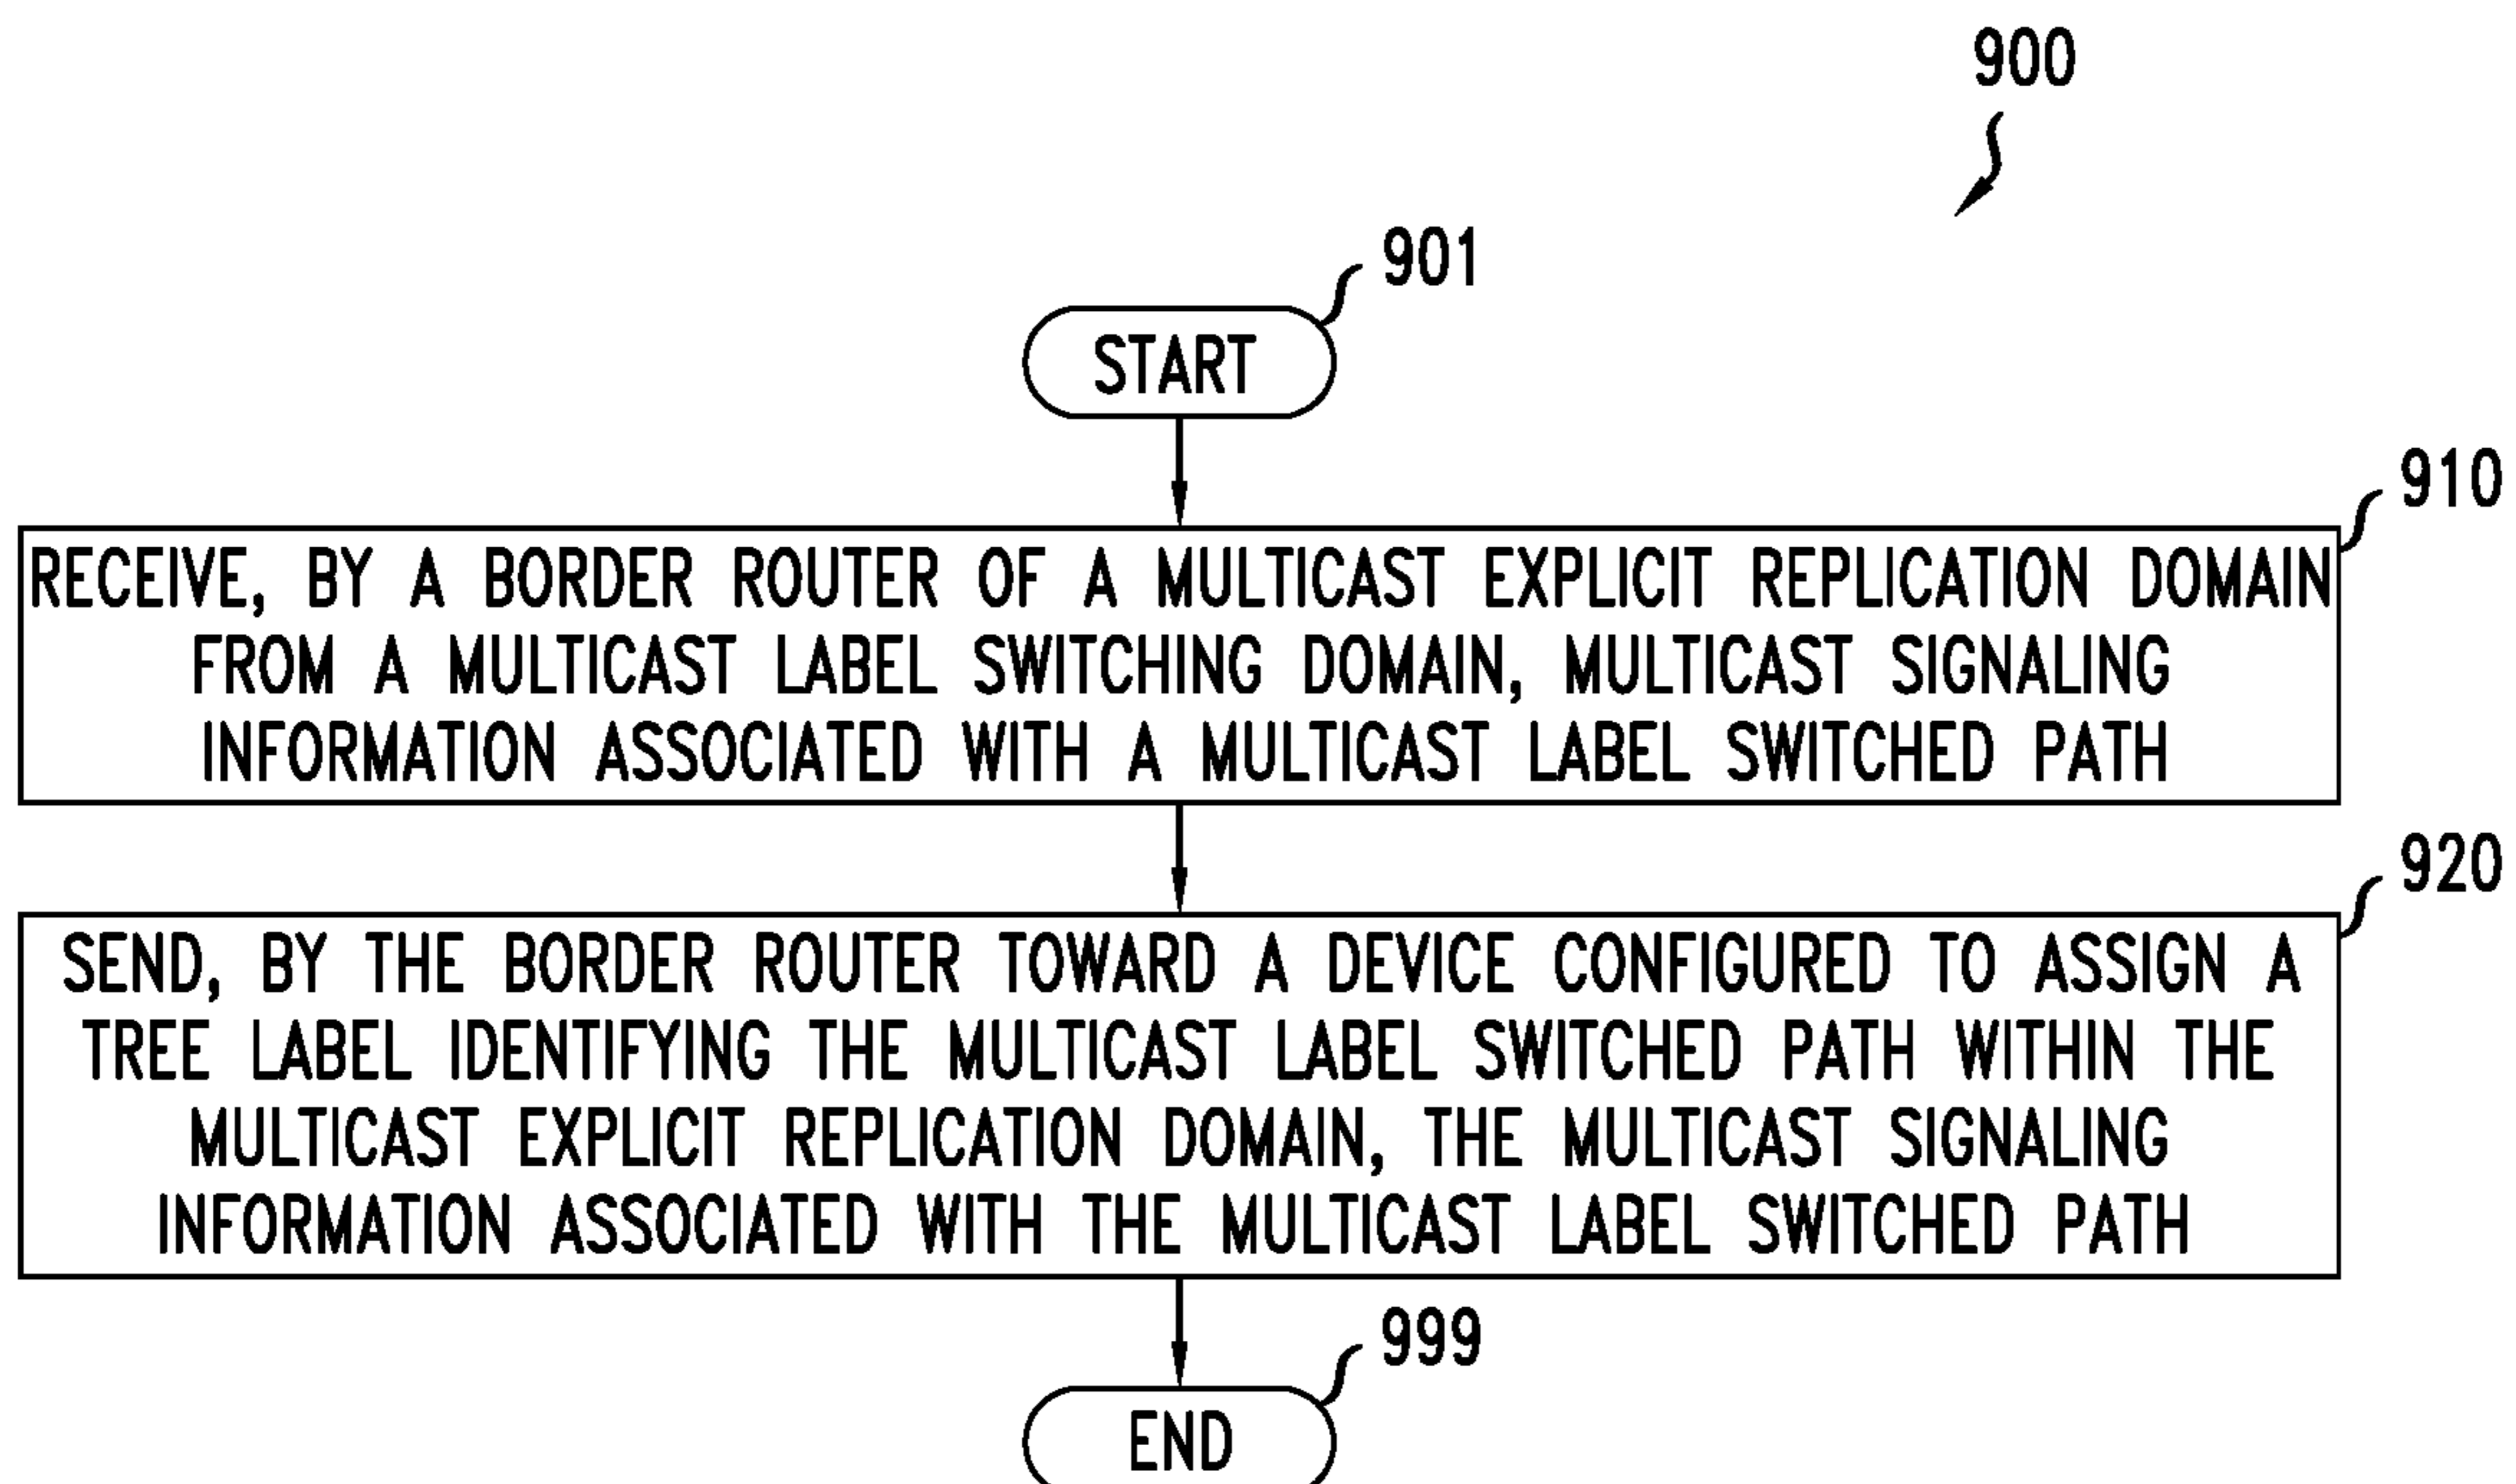 900
901
START
910
RECEIVE, BY A BORDER ROUTER OF A MULTICAST EXPLICIT REPLICATION DOMAIN
FROM A MULTICAST LABEL SWITCHING DOMAIN, MULTICAST SIGNALING
INFORMATION ASSOCIATED WITH A MULTICAST LABEL SWITCHED PATH
920
SEND, BY THE BORDER ROUTER TOWARD A DEVICE CONFIGURED TO ASSIGN A
TREE LABEL IDENTIFYING THE MULTICAST LABEL SWITCHED PATH WITHIN THE
MULTICAST EXPLICIT REPLICATION DOMAIN, THE MULTICAST SIGNALING
INFORMATION ASSOCIATED WITH THE MULTICAST LABEL SWITCHED PATH
999
END